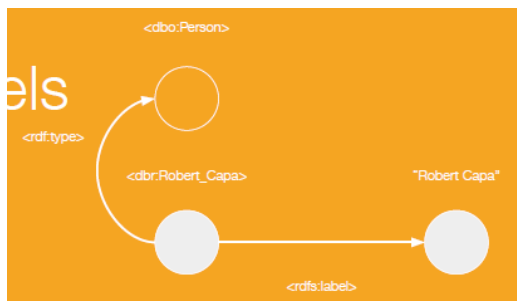 <dbo:Person>
els
<rdf:type>
<dbr:Robert_Capa>
"Robert Capa"
<rdfs:label>